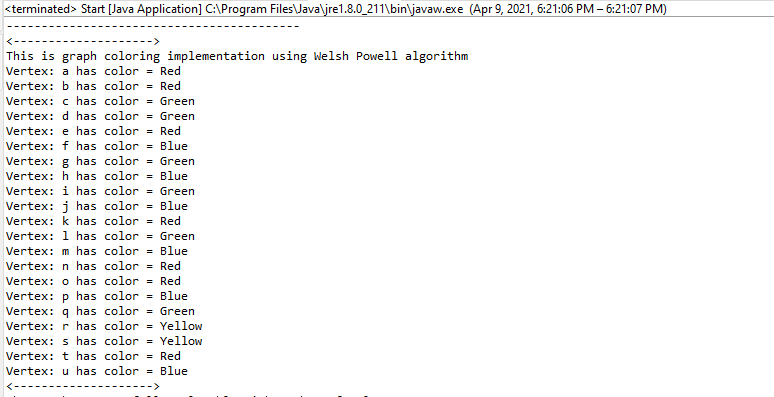 <terminated> Start [Java Application] C:\Program Files\Java\jre1.8.0_211\bin\javaw.exe (Apr 9, 2021, 6:21:06 PM – 6:21:07 PM)
------------------------------------------
<-------------------->
This is graph coloring implementation using Welsh Powell algorithm
Vertex: a has color = Red
Vertex: b has color = Red
Vertex: c has color = Green
Vertex: d has color = Green
Vertex: e has color = Red
Vertex: f has color = Blue
Vertex: g has color = Green
Vertex: h has color = Blue
Vertex: i has color = Green
Vertex: j has color = Blue
Vertex: k has color = Red
Vertex: l has color = Green
Vertex: m has color = Blue
Vertex: n has color = Red
Vertex: o has color = Red
Vertex: p has color = Blue
Vertex: q has color = Green
Vertex: r has color = Yellow
Vertex: s has color = Yellow
Vertex: t has color = Red
Vertex: u has color = Blue
<-------------------->